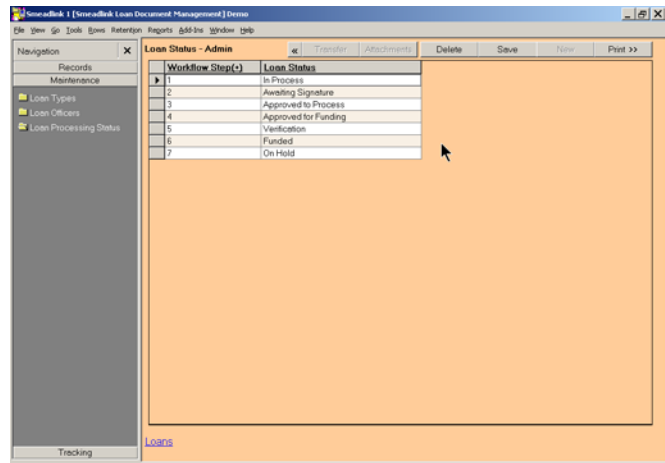 Smeadlink 1 [Smeadlink Loan Document Management] Demo
File View Go Tools Rows Retention Reports Add-Ins Window Help
Navigation X
Loan Status - Admin « Transfer Attachments Delete Save New Print >>
Records
Maintenance
Loan Types
Loan Officers
Loan Processing Status
Workflow Step(+) Loan Status
1 In Process
2 Awaiting Signature
3 Approved to Process
4 Approved for Funding
5 Verification
6 Funded
7 On Hold
Loans
Tracking